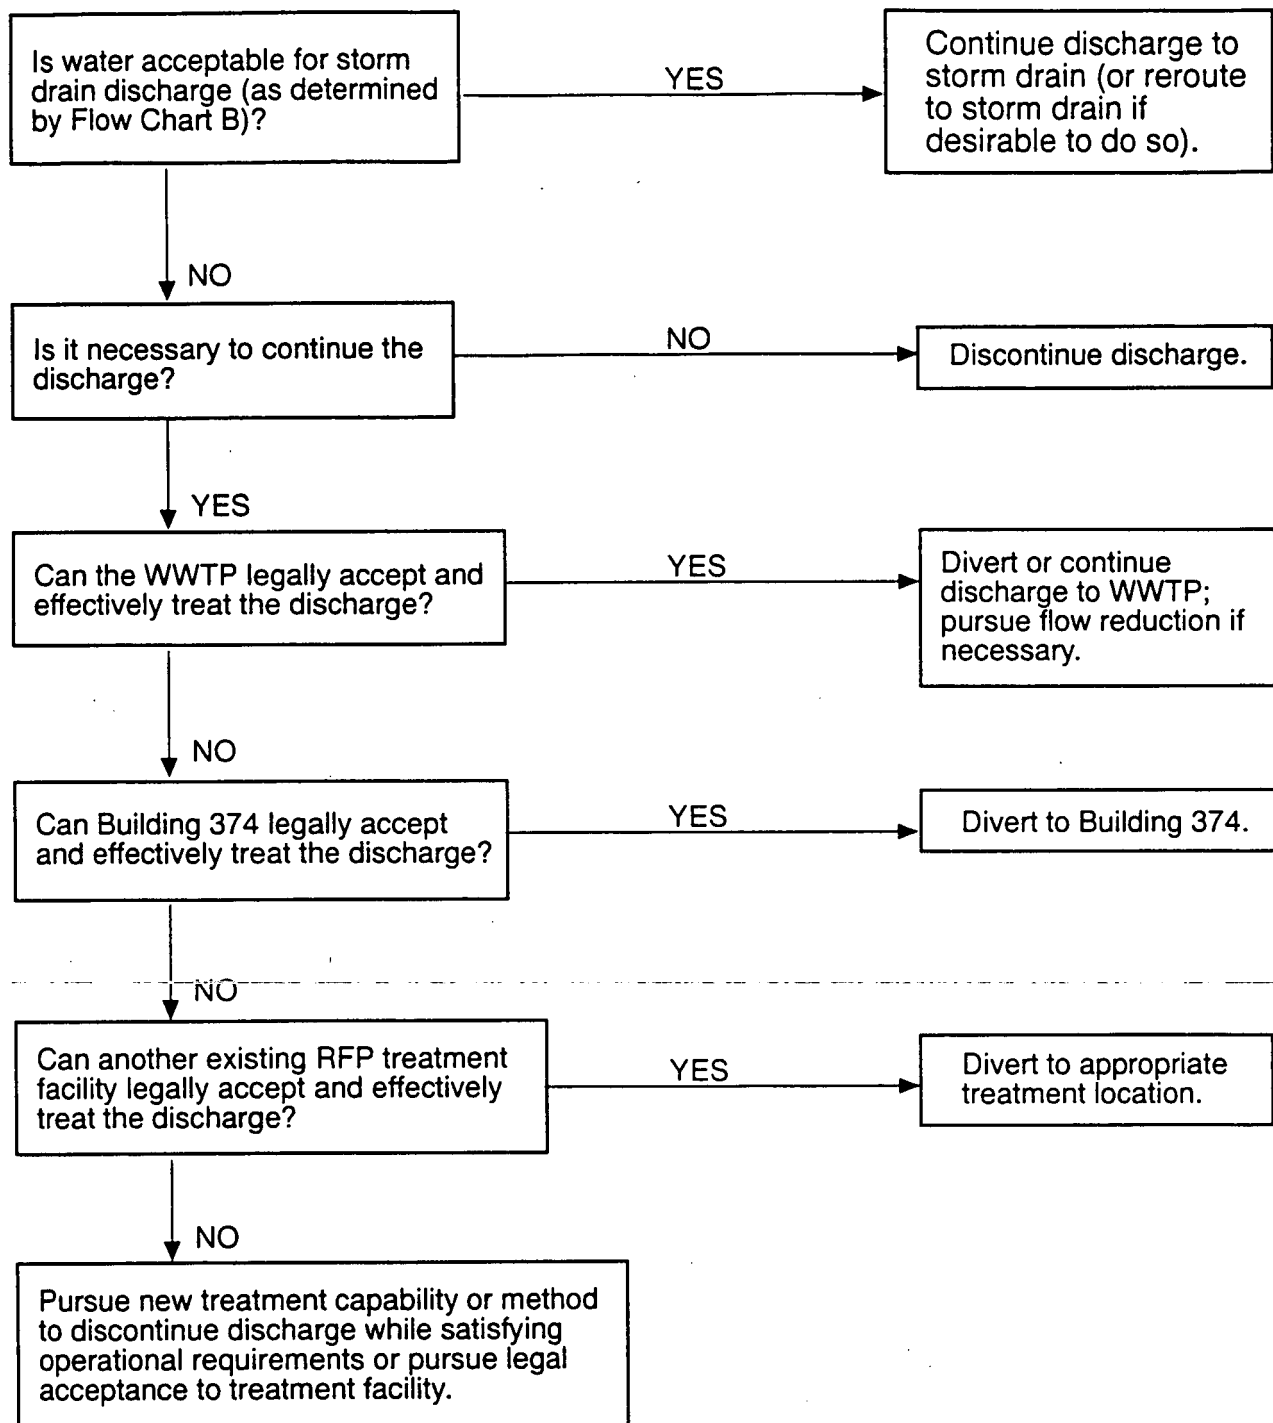 Is water acceptable for storm
drain discharge (as determined
by Flow Chart B)?
YES
Continue discharge to
storm drain (or reroute
to storm drain if
desirable to do so).
NO
Is it necessary to continue the
discharge?
NO
Discontinue discharge.
YES
Can the WWTP legally accept and
effectively treat the discharge?
YES
Divert or continue
discharge to WWTP;
pursue flow reduction if
necessary.
NO
Can Building 374 legally accept
and effectively treat the discharge?
YES
Divert to Building 374.
NO
Can another existing RFP treatment
facility legally accept and effectively
treat the discharge?
YES
Divert to appropriate
treatment location.
NO
Pursue new treatment capability or method
to discontinue discharge while satisfying
operational requirements or pursue legal
acceptance to treatment facility.